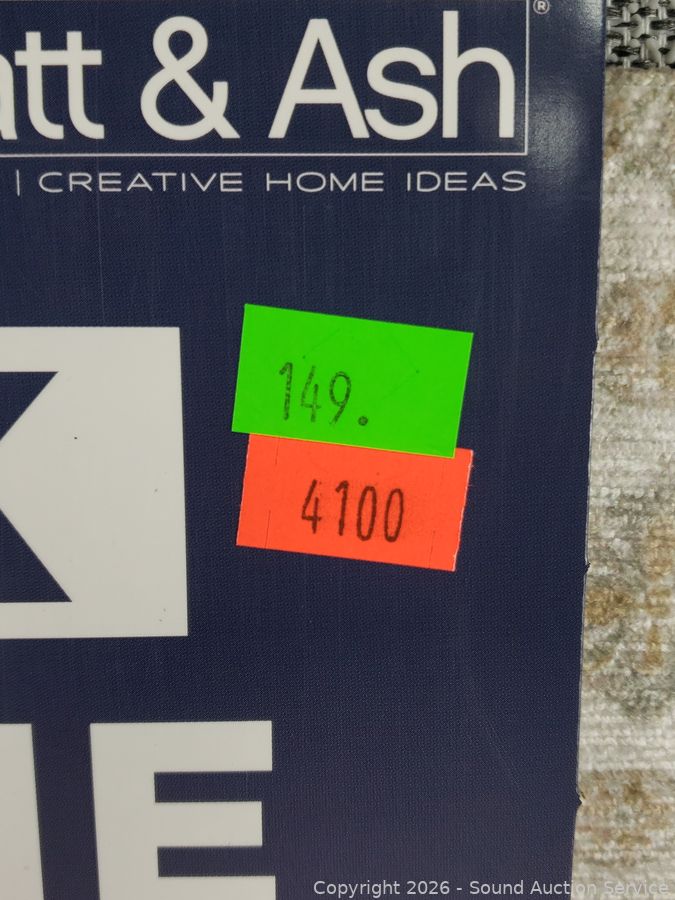 att & Ash®
| CREATIVE HOME IDEAS
149.
4100
K
E
Copyright 2026 - Sound Auction Service